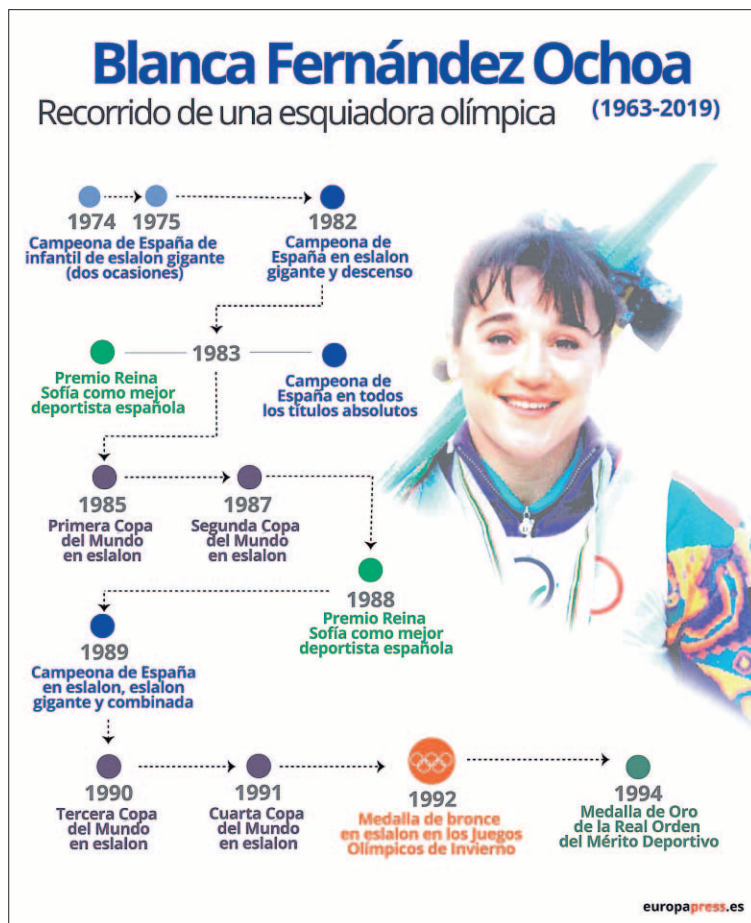 Blanca Fernández Ochoa
Recorrido de una esquiadora olímpica (1963-2019)
1974 1975
Campeona de España de
infantil de eslalon gigante
(dos ocasiones)
1982
Campeona de
España en eslalon
gigante y descenso
1983
Premio Reina
Sofía como mejor
deportista española
Campeona de
España en todos
los títulos absolutos
1985
Primera Copa
del Mundo
en eslalon
1987
Segunda Copa
del Mundo
en eslalon
1988
Premio Reina
Sofía como mejor
deportista española
1989
Campeona de España
en eslalon, eslalon
gigante y combinada
1990
Tercera Copa
del Mundo
en eslalon
1991
Cuarta Copa
del Mundo
en eslalon
1992
Medalla de bronce
en eslalon en los Juegos
Olímpicos de Invierno
1994
Medalla de Oro
de la Real Orden
del Mérito Deportivo
europapress.es